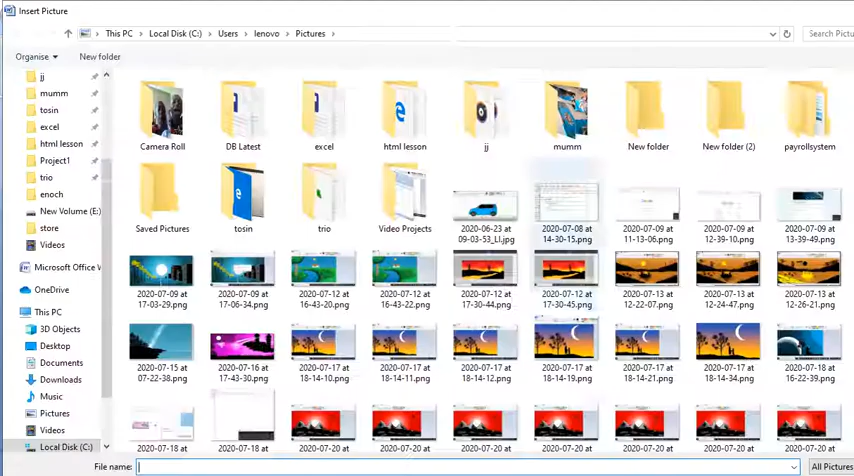 Insert Picture
This PC > Local Disk (C:) > Users > lenovo > Pictures >
Search Pictu
Organise
New folder
jj
mumm
tosin
excel
html lesson
Project1
trio
enoch
New Volume (E:)
store
Videos
Microsoft Office W
OneDrive
This PC
3D Objects
Desktop
Documents
Downloads
Music
Pictures
Videos
Local Disk (C:)
Camera Roll
DB Latest
excel
html lesson
jj
mumm
New folder
New folder (2)
payrollsystem
Saved Pictures
tosin
trio
Video Projects
2020-06-23 at
09-03-53_LI.jpg
2020-07-08 at
14-30-15.png
2020-07-09 at
11-13-06.png
2020-07-09 at
12-39-10.png
2020-07-09 at
13-39-49.png
2020-07-09 at
17-03-29.png
2020-07-09 at
17-06-34.png
2020-07-12 at
16-43-20.png
2020-07-12 at
16-43-22.png
2020-07-12 at
17-30-44.png
2020-07-12 at
17-30-45.png
2020-07-13 at
12-22-07.png
2020-07-13 at
12-24-47.png
2020-07-13 at
12-26-21.png
2020-07-15 at
07-22-38.png
2020-07-16 at
17-43-30.png
2020-07-18 at
18-14-10.png
2020-07-18 at
18-14-11.png
2020-07-18 at
18-14-12.png
2020-07-18 at
18-14-19.png
2020-07-18 at
18-14-21.png
2020-07-18 at
18-14-34.png
2020-07-18 at
16-22-39.png
2020-07-18 at
2020-07-18 at
2020-07-20 at
2020-07-20 at
2020-07-20 at
2020-07-20 at
2020-07-20 at
2020-07-20 at
2020-07-20 at
File name:
All Pictures